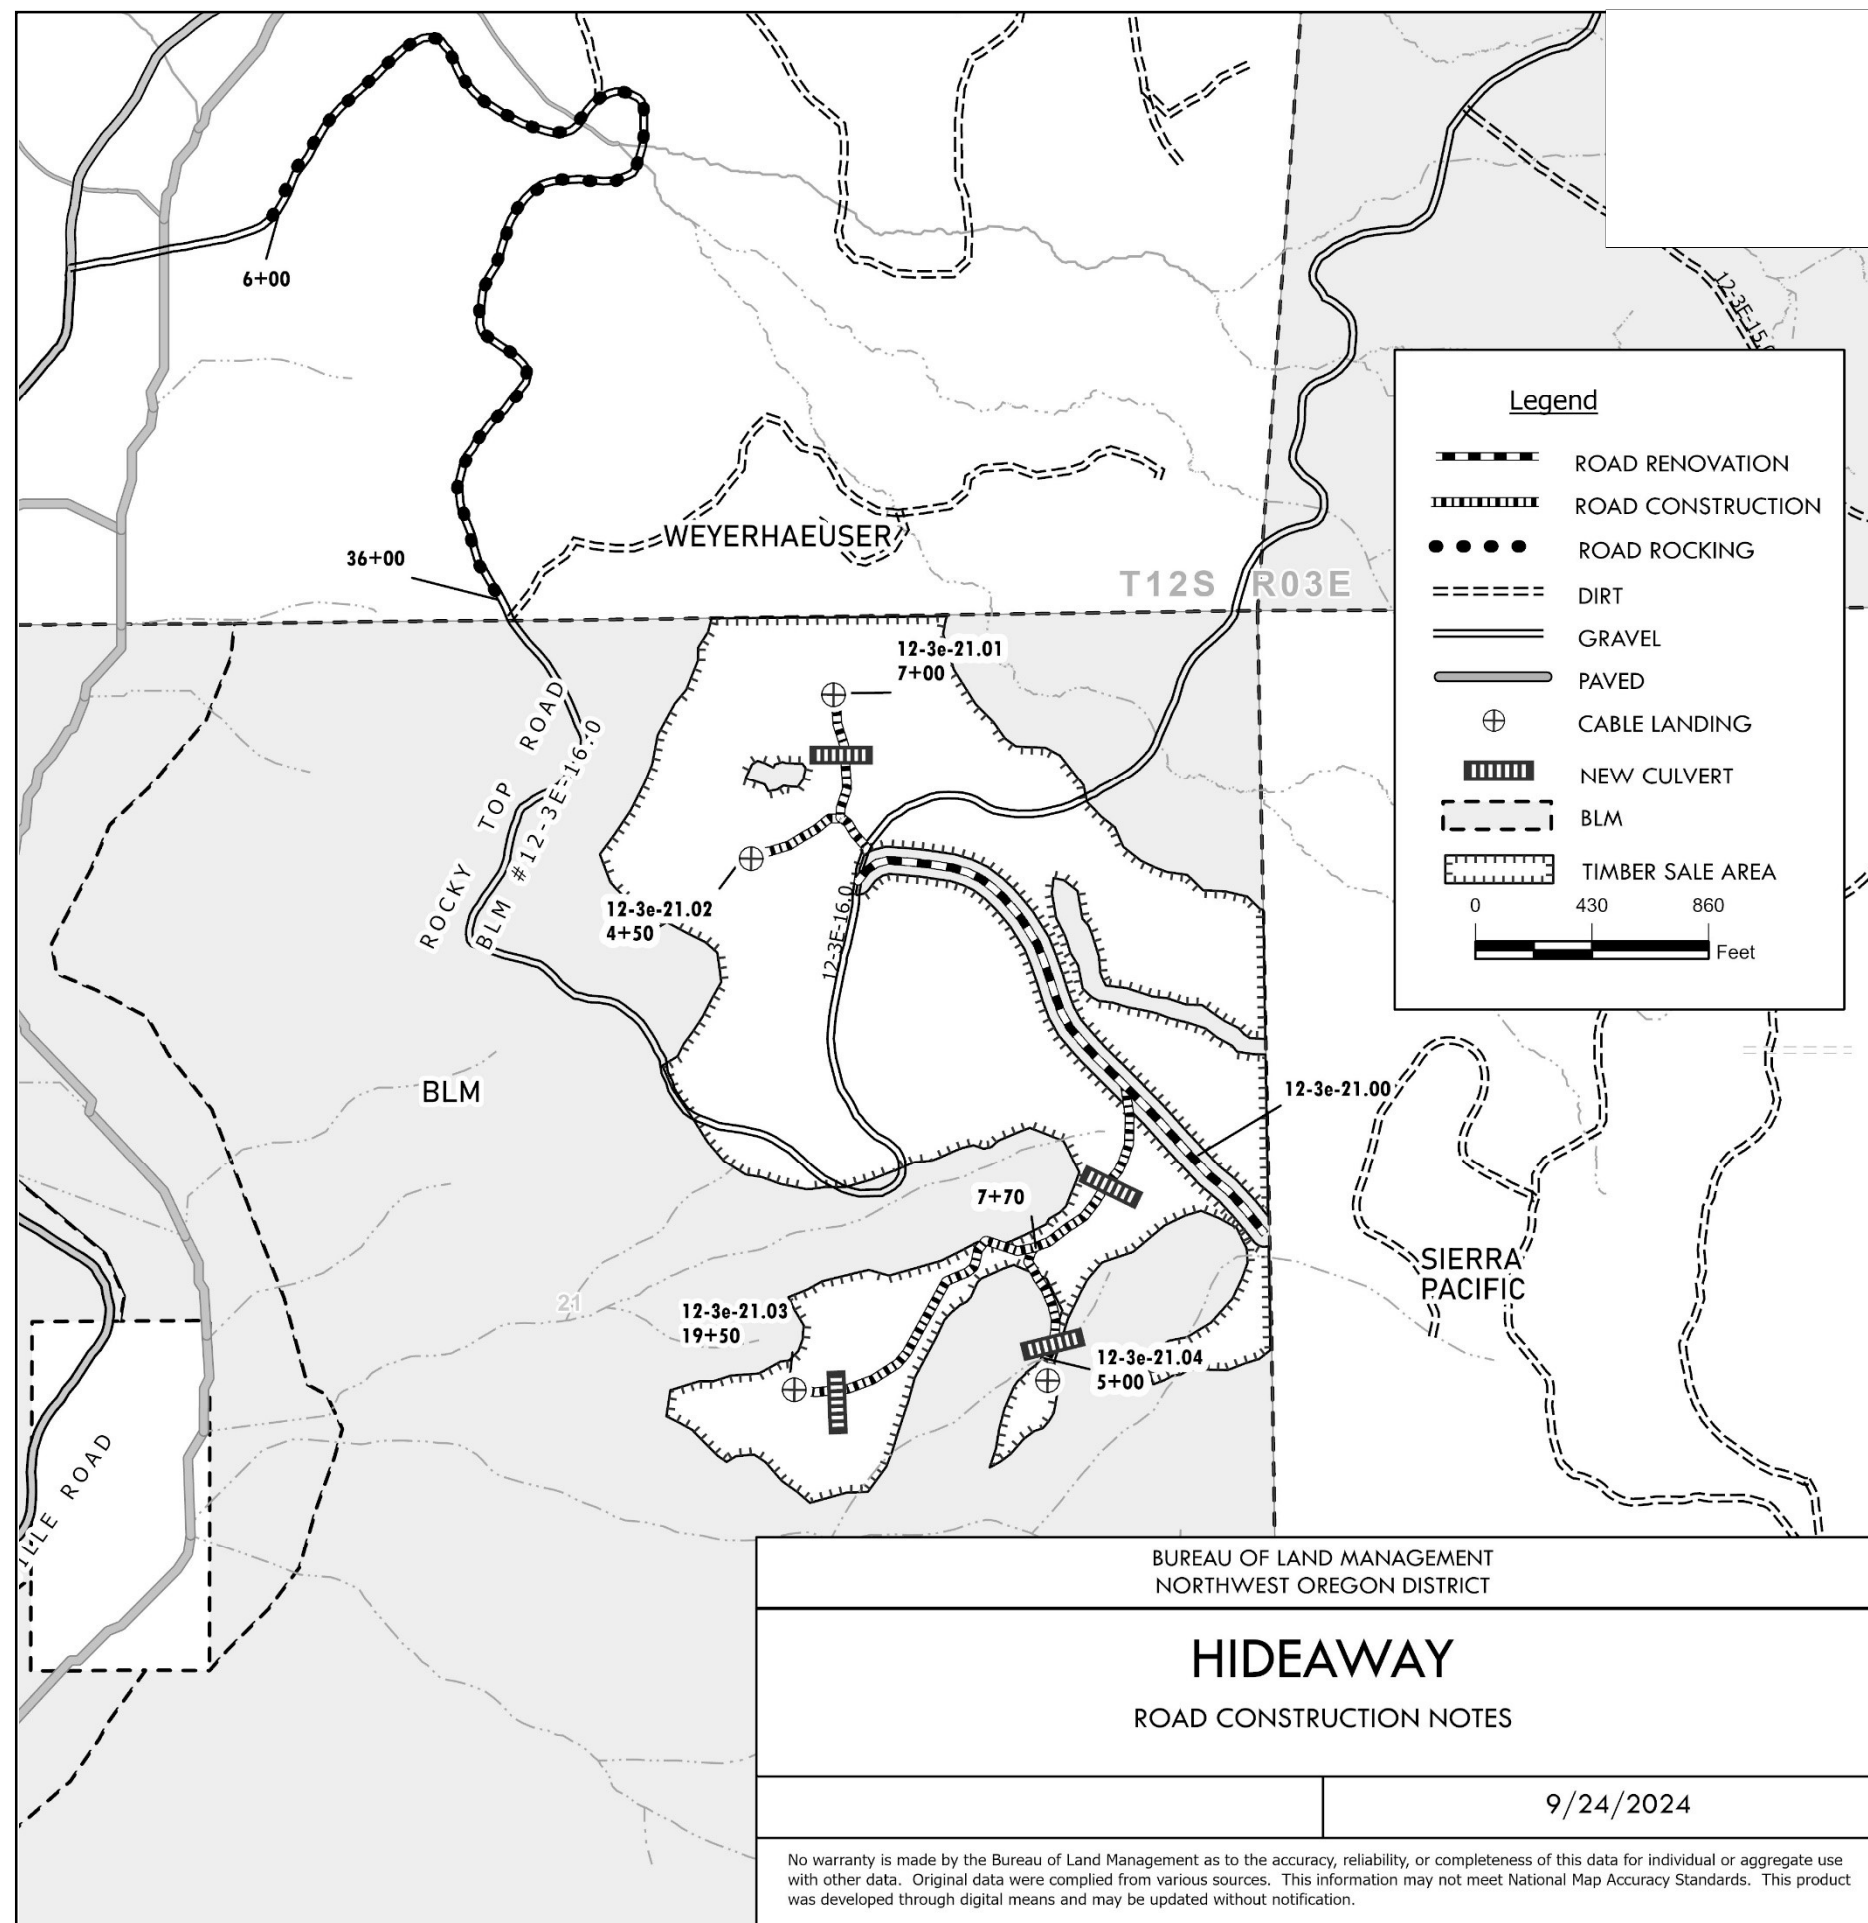 6+00
12-3E-15.0
36+00
WEYERHAEUSER
T12S R03E
Legend
ROAD RENOVATION
ROAD CONSTRUCTION
ROAD ROCKING
DIRT
GRAVEL
PAVED
CABLE LANDING
NEW CULVERT
BLM
TIMBER SALE AREA
0 430 860
Feet
12-3e-21.01
7+00
ROCKY TOP ROAD
BLM #12-3E-16.0
12-3e-21.02
4+50
12-3E-16.0
BLM
12-3e-21.00
7+70
SIERRA
PACIFIC
21
12-3e-21.03
19+50
12-3e-21.04
5+00
ROAD
BUREAU OF LAND MANAGEMENT
NORTHWEST OREGON DISTRICT
HIDEAWAY
ROAD CONSTRUCTION NOTES
9/24/2024
No warranty is made by the Bureau of Land Management as to the accuracy, reliability, or completeness of this data for individual or aggregate use
with other data. Original data were complied from various sources. This information may not meet National Map Accuracy Standards. This product
was developed through digital means and may be updated without notification.